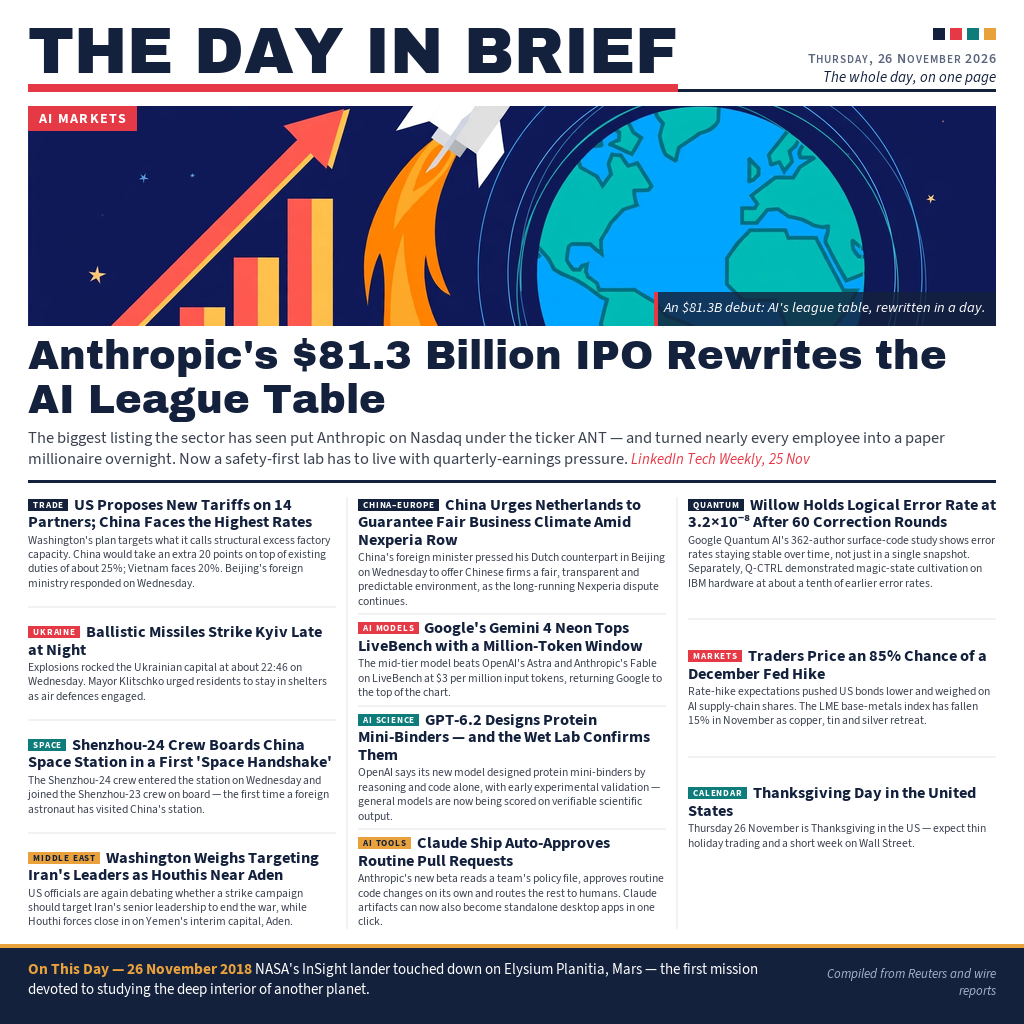 THE DAY IN BRIEF
THURSDAY, 26 NOVEMBER 2026
The whole day, on one page
AI MARKETS
An $81.3B debut: AI's league table, rewritten in a day.
Anthropic's $81.3 Billion IPO Rewrites the
AI League Table
The biggest listing the sector has seen put Anthropic on Nasdaq under the ticker ANT — and turned nearly every employee into a paper
millionaire overnight. Now a safety-first lab has to live with quarterly-earnings pressure. LinkedIn Tech Weekly, 25 Nov
TRADE US Proposes New Tariffs on 14
Partners; China Faces the Highest Rates
Washington's plan targets what it calls structural excess factory
capacity. China would take an extra 20 points on top of existing
duties of about 25%; Vietnam faces 20%. Beijing's foreign
ministry responded on Wednesday.
UKRAINE Ballistic Missiles Strike Kyiv Late
at Night
Explosions rocked the Ukrainian capital at about 22:46 on
Wednesday. Mayor Klitschko urged residents to stay in shelters
as air defences engaged.
SPACE Shenzhou-24 Crew Boards China
Space Station in a First 'Space Handshake'
The Shenzhou-24 crew entered the station on Wednesday and
joined the Shenzhou-23 crew on board — the first time a foreign
astronaut has visited China's station.
MIDDLE EAST Washington Weighs Targeting
Iran's Leaders as Houthis Near Aden
US officials are again debating whether a strike campaign
should target Iran's senior leadership to end the war, while
Houthi forces close in on Yemen's interim capital, Aden.
CHINA–EUROPE China Urges Netherlands to
Guarantee Fair Business Climate Amid
Nexperia Row
China's foreign minister pressed his Dutch counterpart in Beijing
on Wednesday to offer Chinese firms a fair, transparent and
predictable environment, as the long-running Nexperia dispute
continues.
AI MODELS Google's Gemini 4 Neon Tops
LiveBench with a Million-Token Window
The mid-tier model beats OpenAI's Astra and Anthropic's Fable
on LiveBench at $3 per million input tokens, returning Google to
the top of the chart.
AI SCIENCE GPT-6.2 Designs Protein
Mini-Binders — and the Wet Lab Confirms
Them
OpenAI says its new model designed protein mini-binders by
reasoning and code alone, with early experimental validation —
general models are now being scored on verifiable scientific
output.
AI TOOLS Claude Ship Auto-Approves
Routine Pull Requests
Anthropic's new beta reads a team's policy file, approves routine
code changes on its own and routes the rest to humans. Claude
artifacts can now also become standalone desktop apps in one
click.
QUANTUM Willow Holds Logical Error Rate at
3.2×10⁻⁸ After 60 Correction Rounds
Google Quantum AI's 362-author surface-code study shows error
rates staying stable over time, not just in a single snapshot.
Separately, Q-CTRL demonstrated magic-state cultivation on
IBM hardware at about a tenth of earlier error rates.
MARKETS Traders Price an 85% Chance of a
December Fed Hike
Rate-hike expectations pushed US bonds lower and weighed on
AI supply-chain shares. The LME base-metals index has fallen
15% in November as copper, tin and silver retreat.
CALENDAR Thanksgiving Day in the United
States
Thursday 26 November is Thanksgiving in the US — expect thin
holiday trading and a short week on Wall Street.
On This Day — 26 November 2018 NASA's InSight lander touched down on Elysium Planitia, Mars — the first mission
devoted to studying the deep interior of another planet.
Compiled from Reuters and wire
reports